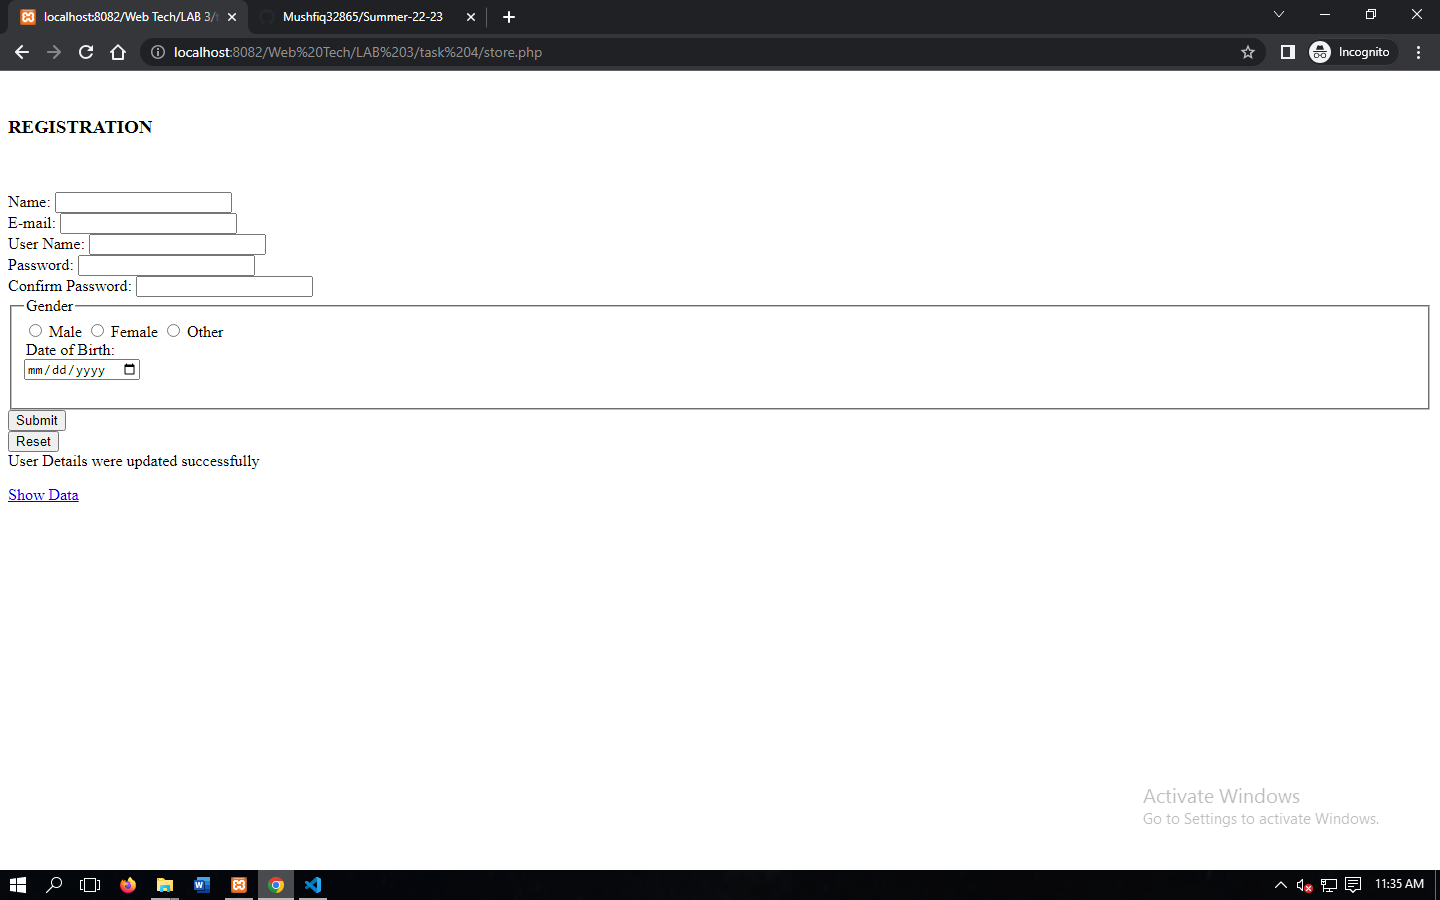 localhost:8082/Web Tech/LAB 3/
Mushfiq32865/Summer-22-23
localhost:8082/Web%20Tech/LAB%203/task%204/store.php
Incognito
REGISTRATION
Name:
E-mail:
User Name:
Password:
Confirm Password:
Gender
Male Female Other
Date of Birth:
mm/dd/yyyy
Submit
Reset
User Details were updated successfully
Show Data
Activate Windows
Go to Settings to activate Windows.
11:35 AM